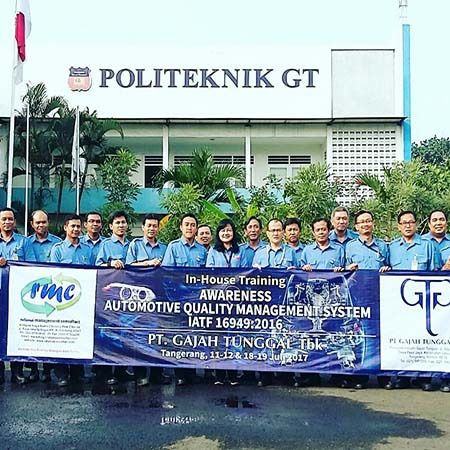 POLITEKNIK GT
In-House Training
AWARENESS
AUTOMOTIVE QUALITY MANAGEMENT SYSTEM
IATF 16949:2016
PT. GAJAH TUNGGAL Tbk
Tangerang, 11-12 & 18-19 Juli 2017
rmc
PT. GAJAH TUNGGAL Tbk